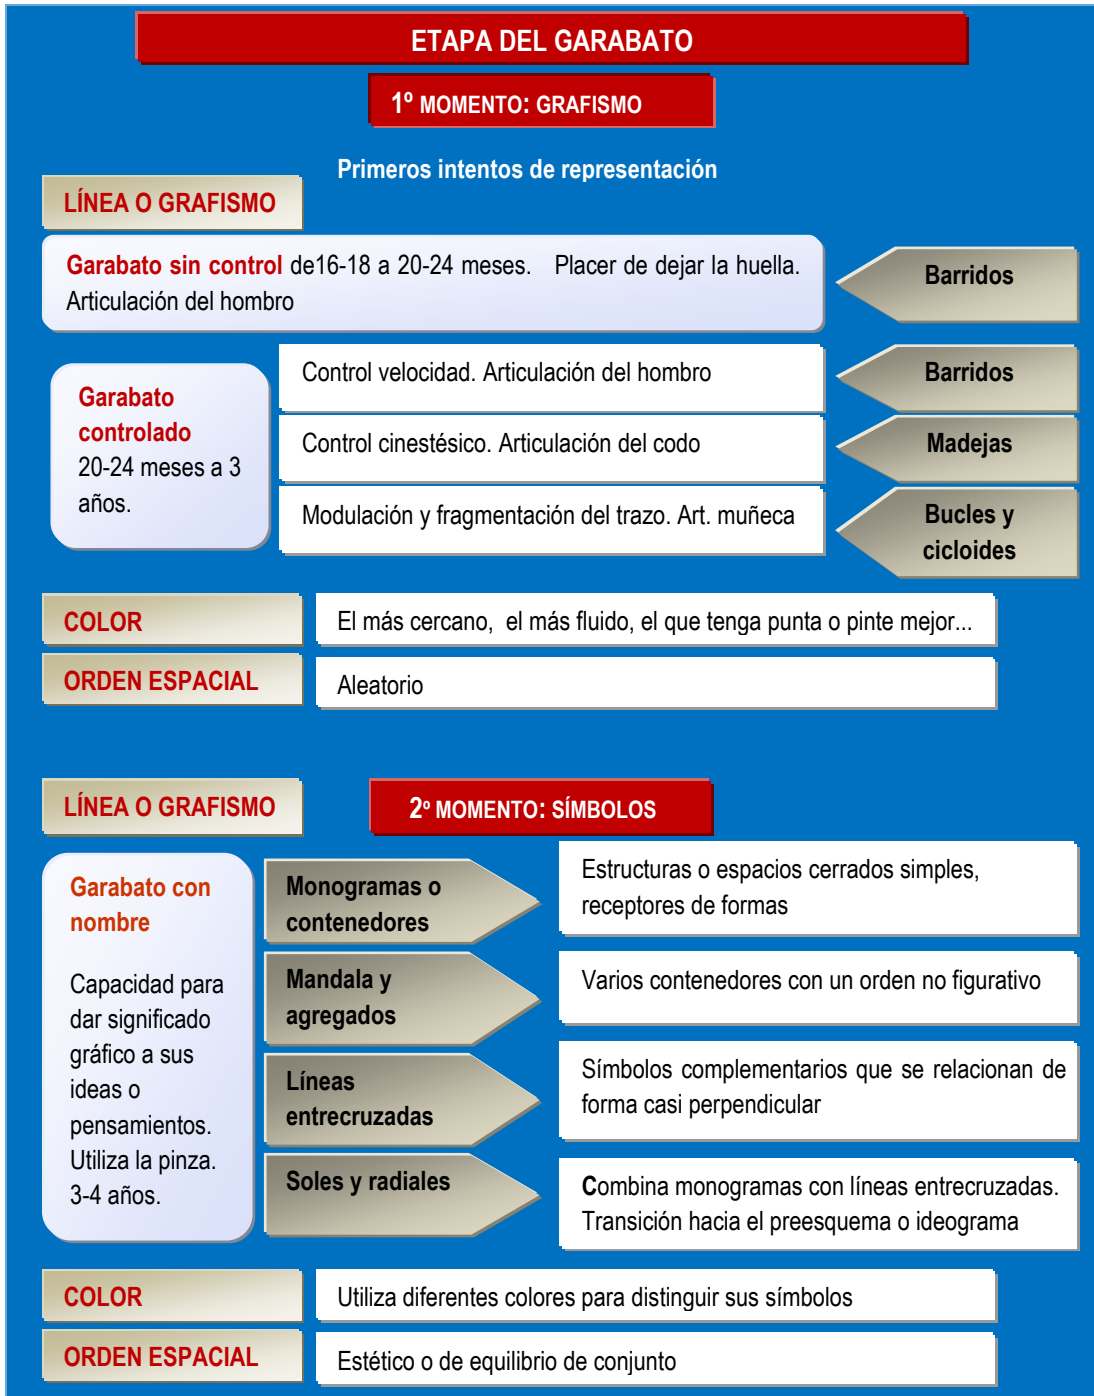 ETAPA DEL GARABATO
1º MOMENTO: GRAFISMO
Primeros intentos de representación
LÍNEA O GRAFISMO
Garabato sin control de16-18 a 20-24 meses. Placer de dejar la huella.
Articulación del hombro
Barridos
Garabato
controlado
20-24 meses a 3
años.
Control velocidad. Articulación del hombro
Barridos
Control cinestésico. Articulación del codo
Madejas
Modulación y fragmentación del trazo. Art. muñeca
Bucles y
cicloides
COLOR
El más cercano, el más fluido, el que tenga punta o pinte mejor...
ORDEN ESPACIAL
Aleatorio
LÍNEA O GRAFISMO
2º MOMENTO: SÍMBOLOS
Garabato con
nombre
Capacidad para
dar significado
gráfico a sus
ideas o
pensamientos.
Utiliza la pinza.
3-4 años.
Monogramas o
contenedores
Estructuras o espacios cerrados simples,
receptores de formas
Mandala y
agregados
Varios contenedores con un orden no figurativo
Líneas
entrecruzadas
Símbolos complementarios que se relacionan de
forma casi perpendicular
Soles y radiales
Combina monogramas con líneas entrecruzadas.
Transición hacia el preesquema o ideograma
COLOR
Utiliza diferentes colores para distinguir sus símbolos
ORDEN ESPACIAL
Estético o de equilibrio de conjunto